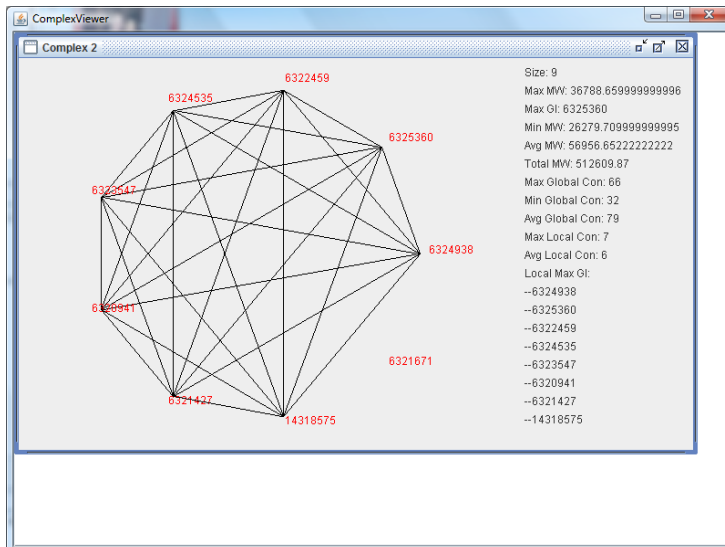 ComplexViewer
Complex 2
6322459
6324535
6325360
6323547
6324938
6320941
6321671
6321427
14318575
Size: 9
Max MW: 36788.659999999996
Max GI: 6325360
Min MW: 26279.709999999995
Avg MW: 56956.65222222222
Total MW: 512609.87
Max Global Con: 66
Min Global Con: 32
Avg Global Con: 79
Max Local Con: 7
Avg Local Con: 6
Local Max GI:
--6324938
--6325360
--6322459
--6324535
--6323547
--6320941
--6321427
--14318575